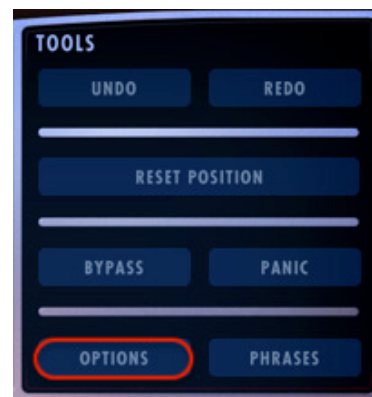 TOOLS
UNDO REDO
RESET POSITION
BYPASS PANIC
OPTIONS PHRASES